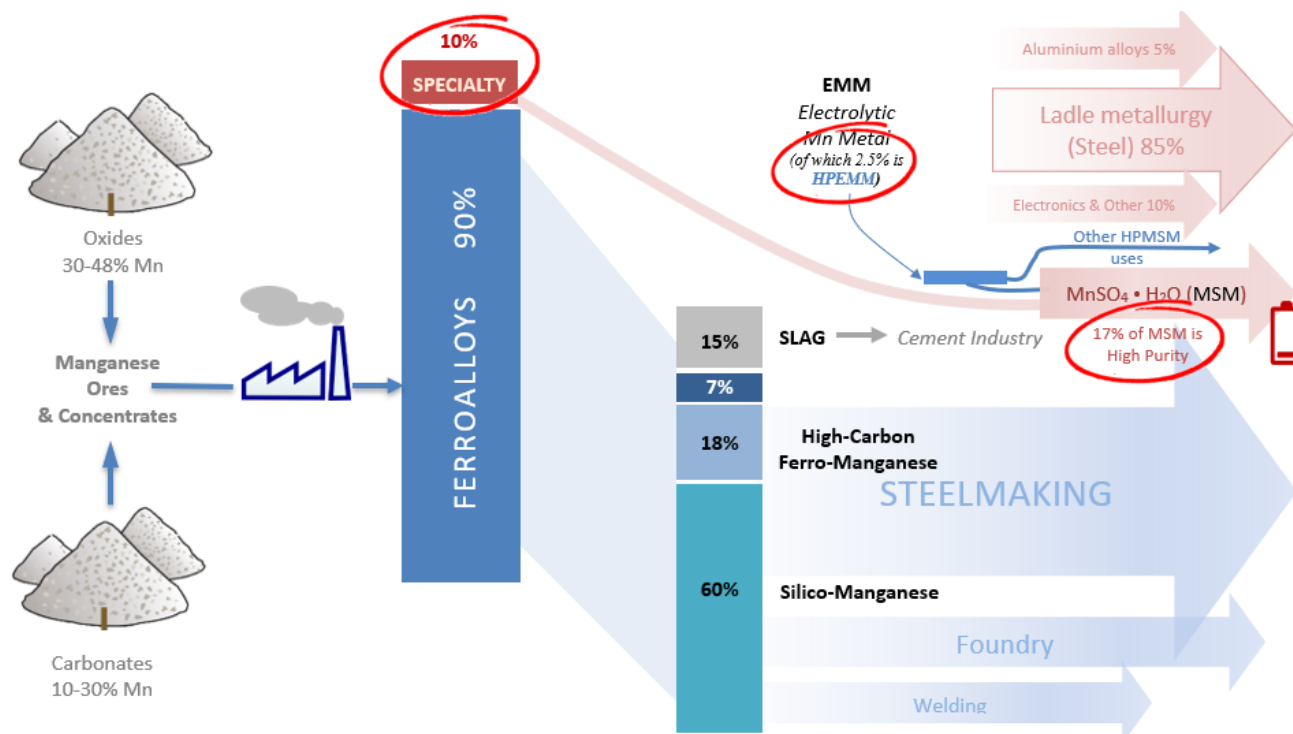 10%
SPECIALTY
FERROALLOYS 90%
Oxides
30-48% Mn
Manganese
Ores
& Concentrates
Carbonates
10-30% Mn
EMM
Electrolytic
Mn Metal
(of which 2.5% is
HPEMM)
Aluminium alloys 5%
Ladle metallurgy
(Steel) 85%
Electronics & Other 10%
Other HPMSM
uses
MnSO₄ • H₂O (MSM)
17% of MSM is
High Purity
15%
SLAG
Cement Industry
7%
18%
High-Carbon
Ferro-Manganese
STEELMAKING
60%
Silico-Manganese
Foundry
Welding